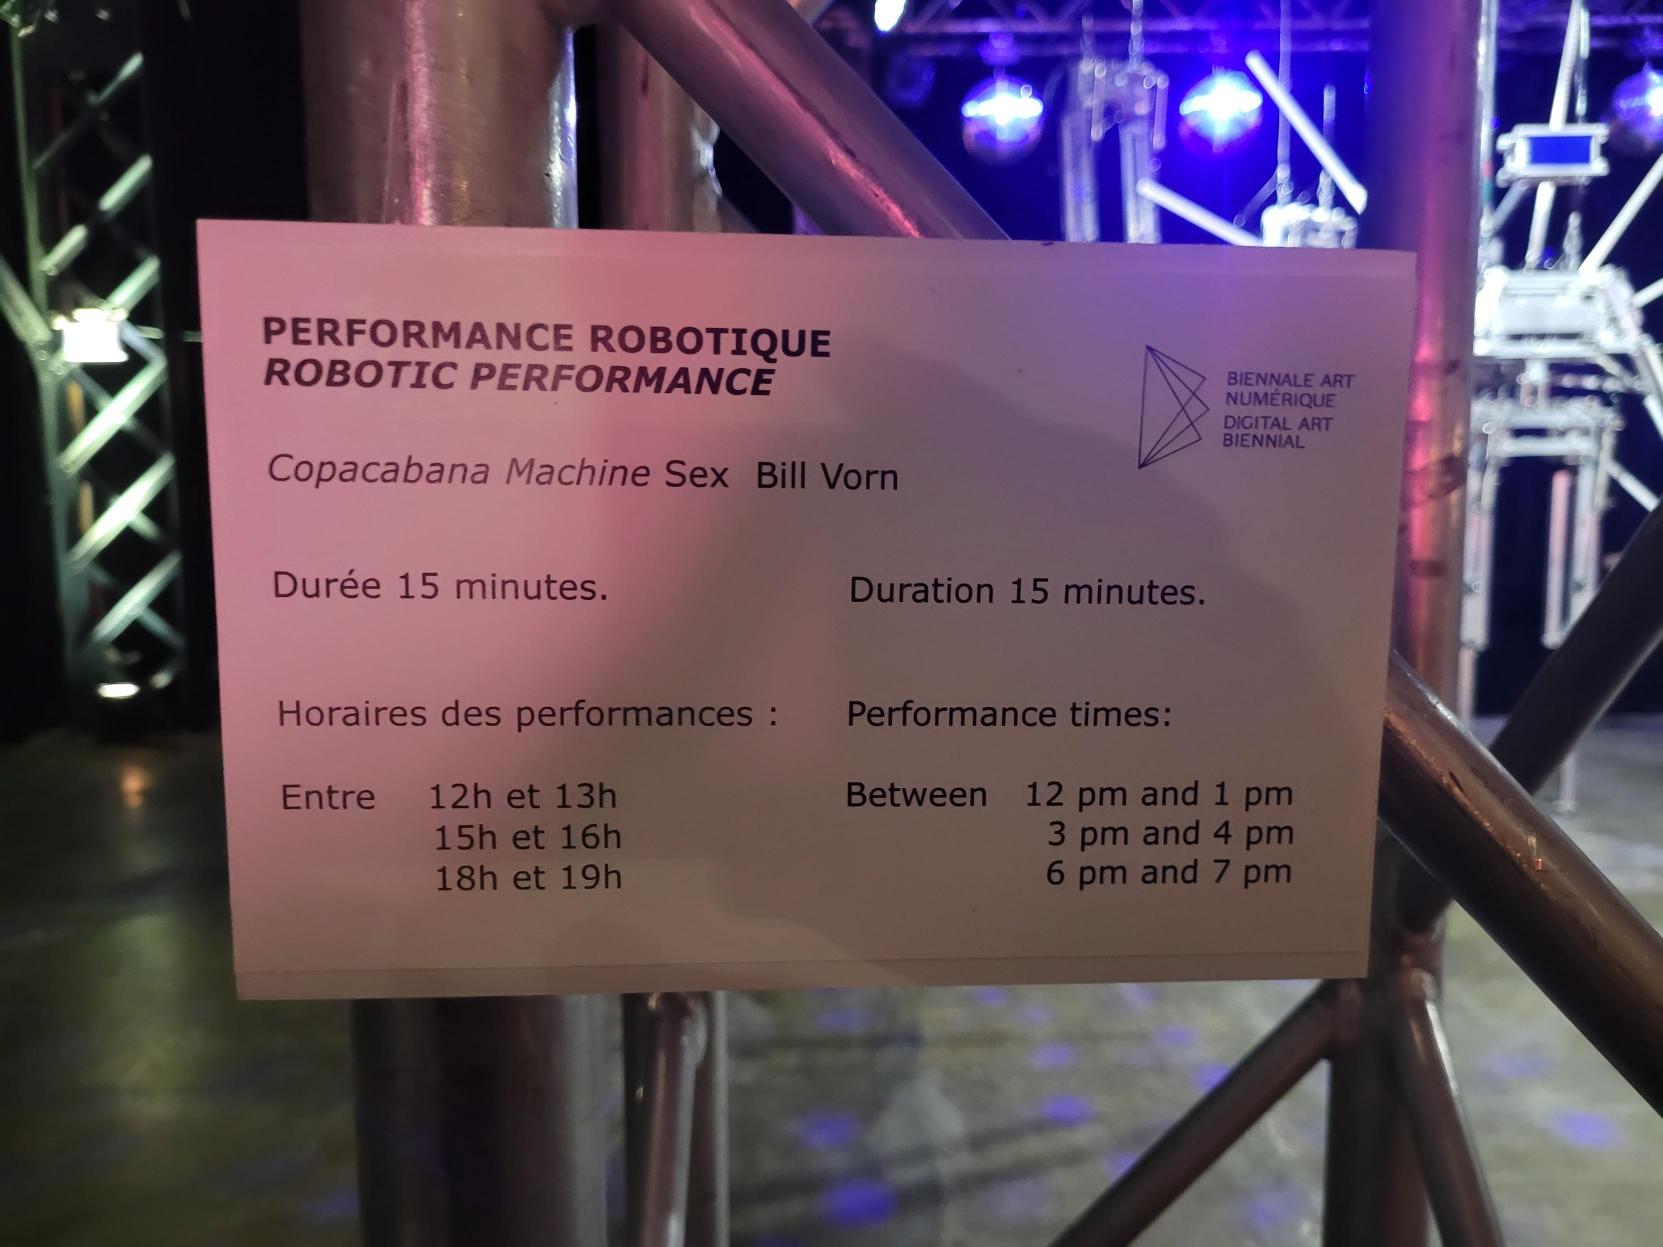 PERFORMANCE ROBOTIQUE
ROBOTIC PERFORMANCE
BIENNALE ART
NUMÉRIQUE
DIGITAL ART
BIENNIAL
Copacabana Machine Sex Bill Vorn
Durée 15 minutes.
Duration 15 minutes.
Horaires des performances :
Performance times:
Entre 12h et 13h
15h et 16h
18h et 19h
Between 12 pm and 1 pm
3 pm and 4 pm
6 pm and 7 pm